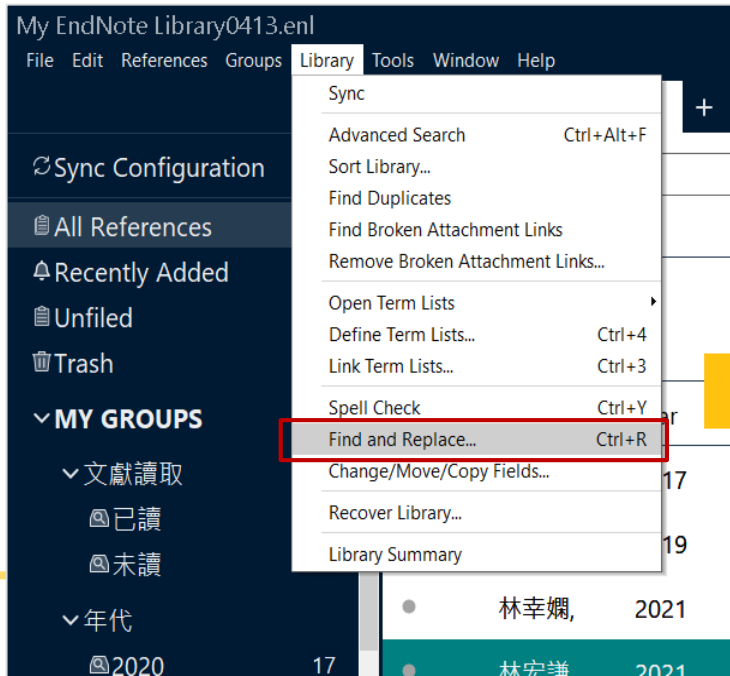 My EndNote Library0413.enl
File Edit References Groups Library Tools Window Help
Sync
+
Advanced Search Ctrl+Alt+F
Sync Configuration
Sort Library...
Find Duplicates
All References
Find Broken Attachment Links
Remove Broken Attachment Links...
Recently Added
Open Term Lists
Unfiled
Define Term Lists... Ctrl+4
Trash
Link Term Lists... Ctrl+3
MY GROUPS
Spell Check Ctrl+Y
Find and Replace... Ctrl+R
Change/Move/Copy Fields...
文獻讀取
17
已讀
Recover Library...
19
未讀
Library Summary
林幸嫻, 2021
年代
2020 17
林宏謙 2021